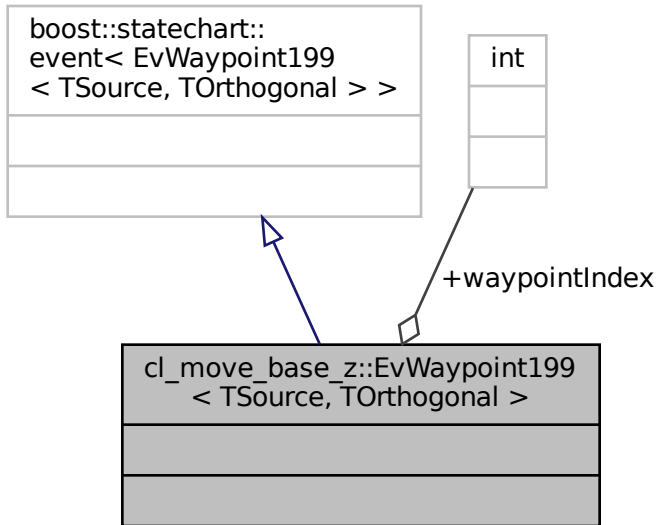 boost::statechart::
event< EvWaypoint199
< TSource, TOrthogonal > >
int
+waypointIndex
cl_move_base_z::EvWaypoint199
< TSource, TOrthogonal >